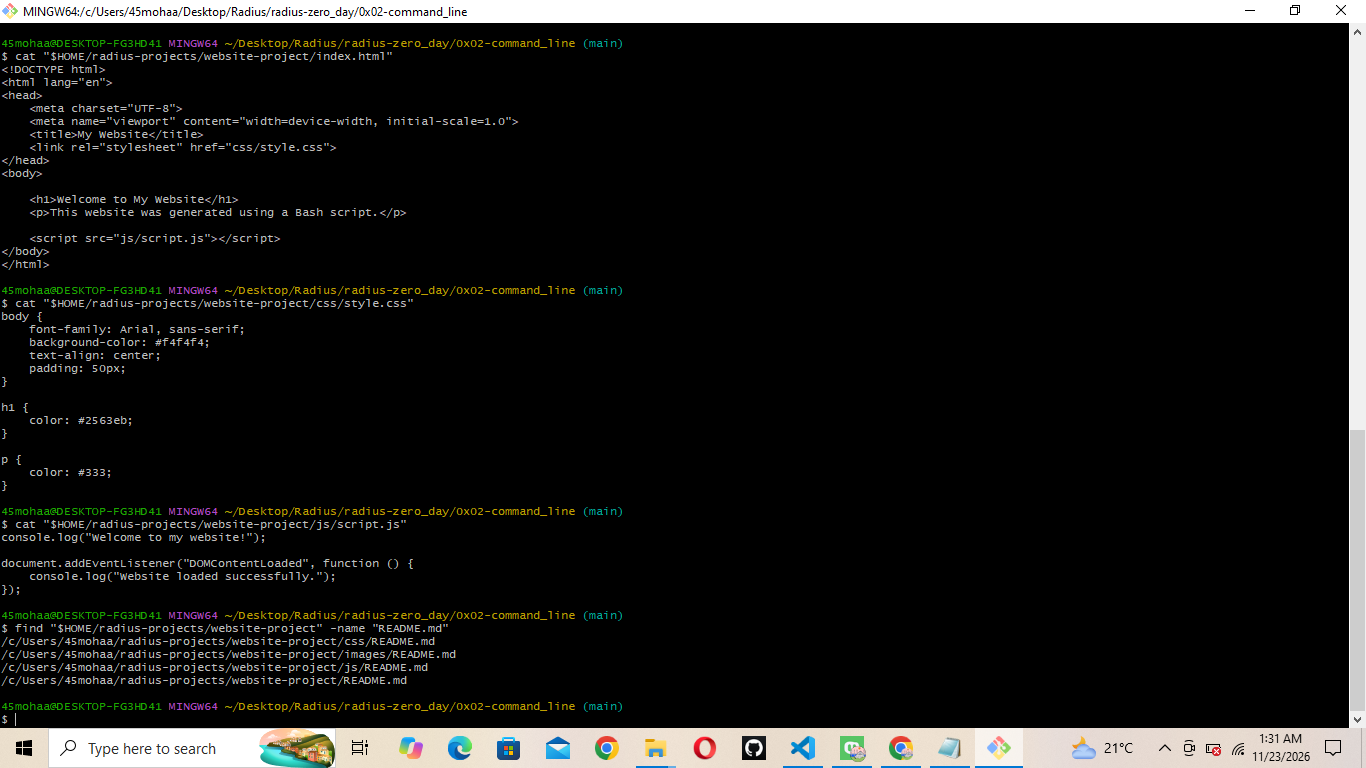 MINGW64:/c/Users/45mohaa/Desktop/Radius/radius-zero_day/0x02-command_line
45mohaa@DESKTOP-FG3HD41 MINGW64 ~/Desktop/Radius/radius-zero_day/0x02-command_line (main)
$ cat "$HOME/radius-projects/website-project/index.html"
<!DOCTYPE html>
<html lang="en">
<head>
    <meta charset="UTF-8">
    <meta name="viewport" content="width=device-width, initial-scale=1.0">
    <title>My Website</title>
    <link rel="stylesheet" href="css/style.css">
</head>
<body>

    <h1>Welcome to My Website</h1>
    <p>This website was generated using a Bash script.</p>

    <script src="js/script.js"></script>
</body>
</html>

45mohaa@DESKTOP-FG3HD41 MINGW64 ~/Desktop/Radius/radius-zero_day/0x02-command_line (main)
$ cat "$HOME/radius-projects/website-project/css/style.css"
body {
    font-family: Arial, sans-serif;
    background-color: #f4f4f4;
    text-align: center;
    padding: 50px;
}

h1 {
    color: #2563eb;
}

p {
    color: #333;
}

45mohaa@DESKTOP-FG3HD41 MINGW64 ~/Desktop/Radius/radius-zero_day/0x02-command_line (main)
$ cat "$HOME/radius-projects/website-project/js/script.js"
console.log("Welcome to my website!");

document.addEventListener("DOMContentLoaded", function () {
    console.log("Website loaded successfully.");
});

45mohaa@DESKTOP-FG3HD41 MINGW64 ~/Desktop/Radius/radius-zero_day/0x02-command_line (main)
$ find "$HOME/radius-projects/website-project" -name "README.md"
/c/Users/45mohaa/radius-projects/website-project/css/README.md
/c/Users/45mohaa/radius-projects/website-project/images/README.md
/c/Users/45mohaa/radius-projects/website-project/js/README.md
/c/Users/45mohaa/radius-projects/website-project/README.md

45mohaa@DESKTOP-FG3HD41 MINGW64 ~/Desktop/Radius/radius-zero_day/0x02-command_line (main)
$
Type here to search
21°C
1:31 AM
11/23/2026